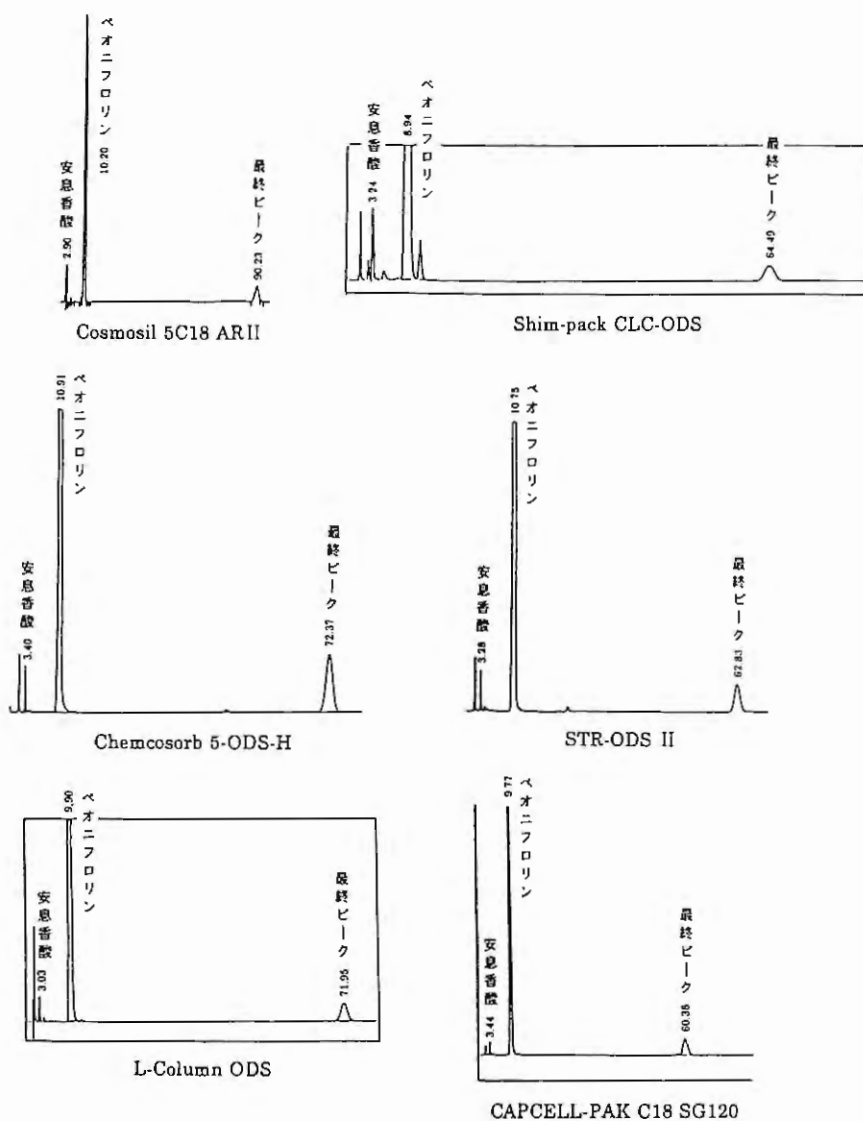 ペオニフロリン
10.20
安息香酸
2.90
最終ピーク
90.23
Cosmosil 5C18 ARII
安息香酸
3.24
8.94
ペオニフロリン
最終ピーク
64.49
Shim-pack CLC-ODS
安息香酸
3.40
10.91
ペオニフロリン
最終ピーク
72.37
Chemcosorb 5-ODS-H
安息香酸
3.28
10.75
ペオニフロリン
最終ピーク
62.83
STR-ODS II
安息香酸
3.03
9.90
ペオニフロリン
最終ピーク
71.95
L-Column ODS
安息香酸
3.44
9.77
ペオニフロリン
最終ピーク
60.38
CAPCELL-PAK C18 SG120